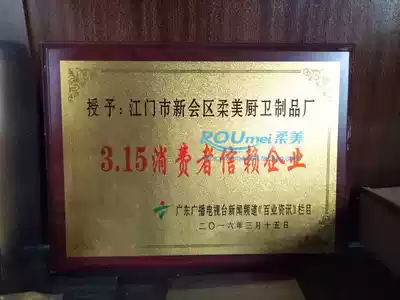 授予：江门市新会区柔美厨卫制品厂
ROUmei柔美
3.15消费者信赖企业
广东广播电视台新闻频道《百业资讯》栏目
二〇一六年三月十五日